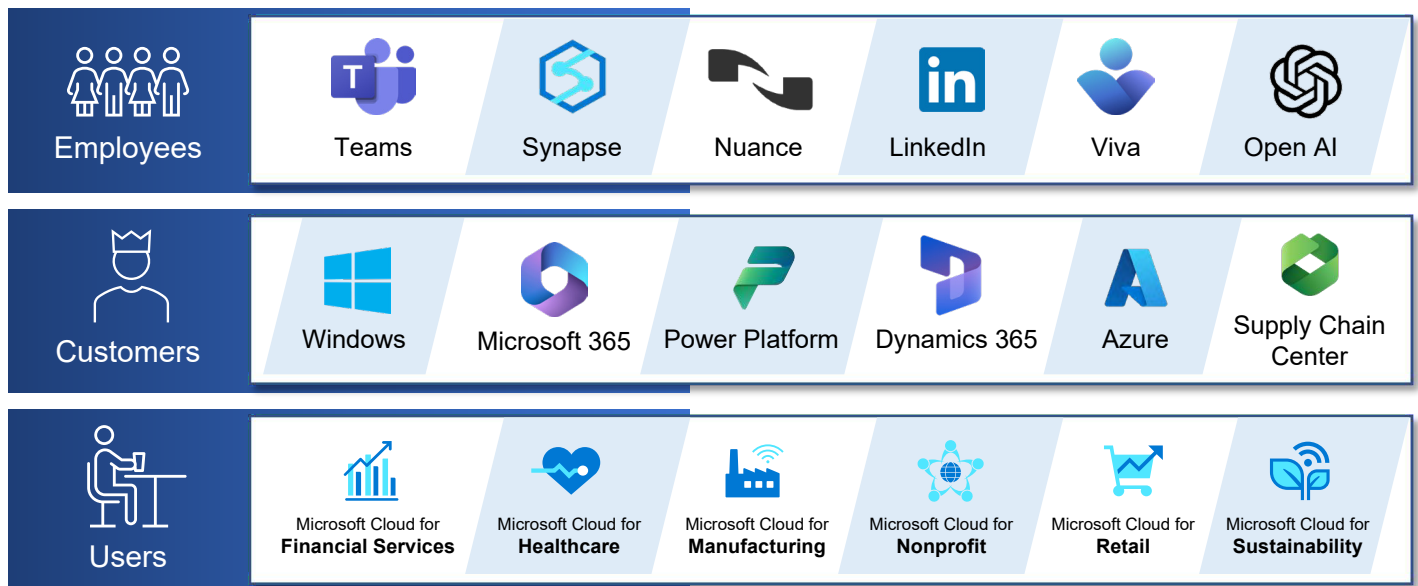 Employees
T
in
Teams
Synapse
Nuance
LinkedIn
Viva
Open AI
Customers
Windows
Microsoft 365
Power Platform
Dynamics 365
Azure
Supply Chain
Center
Users
Microsoft Cloud for
Financial Services
Microsoft Cloud for
Healthcare
Microsoft Cloud for
Manufacturing
Microsoft Cloud for
Nonprofit
Microsoft Cloud for
Retail
Microsoft Cloud for
Sustainability